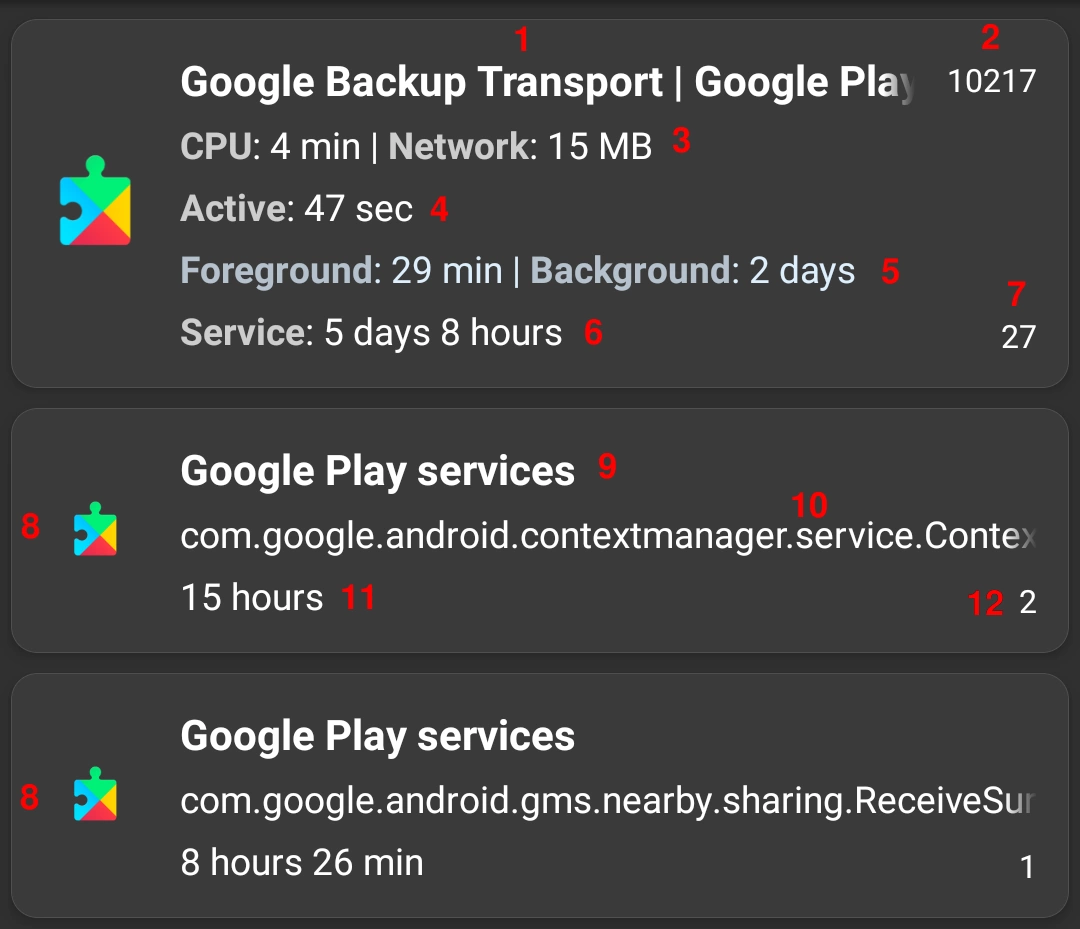 1
2
Google Backup Transport | Google Play
10217
CPU: 4 min | Network: 15 MB 3
Active: 47 sec 4
Foreground: 29 min | Background: 2 days 5
7
Service: 5 days 8 hours 6
27
Google Play services 9
10
8
com.google.android.contextmanager.service.Contex
15 hours 11
12 2
Google Play services
8
com.google.android.gms.nearby.sharing.ReceiveSur
8 hours 26 min
1